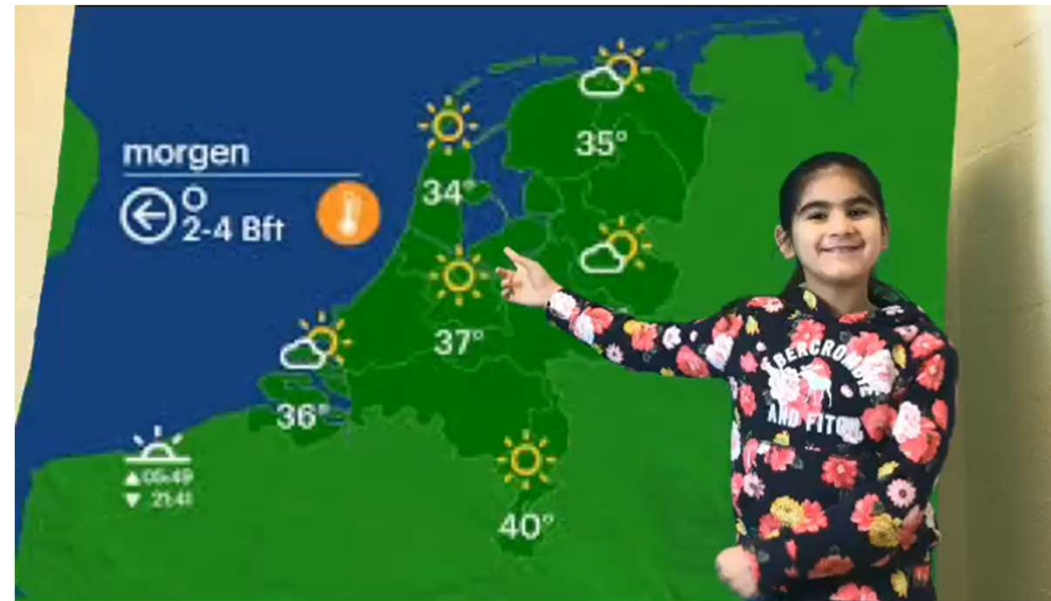 morgen
O
2-4 Bft
35°
34°
37°
36°
40°
05:49
21:41
ABERCROMBIE
AND FITCH